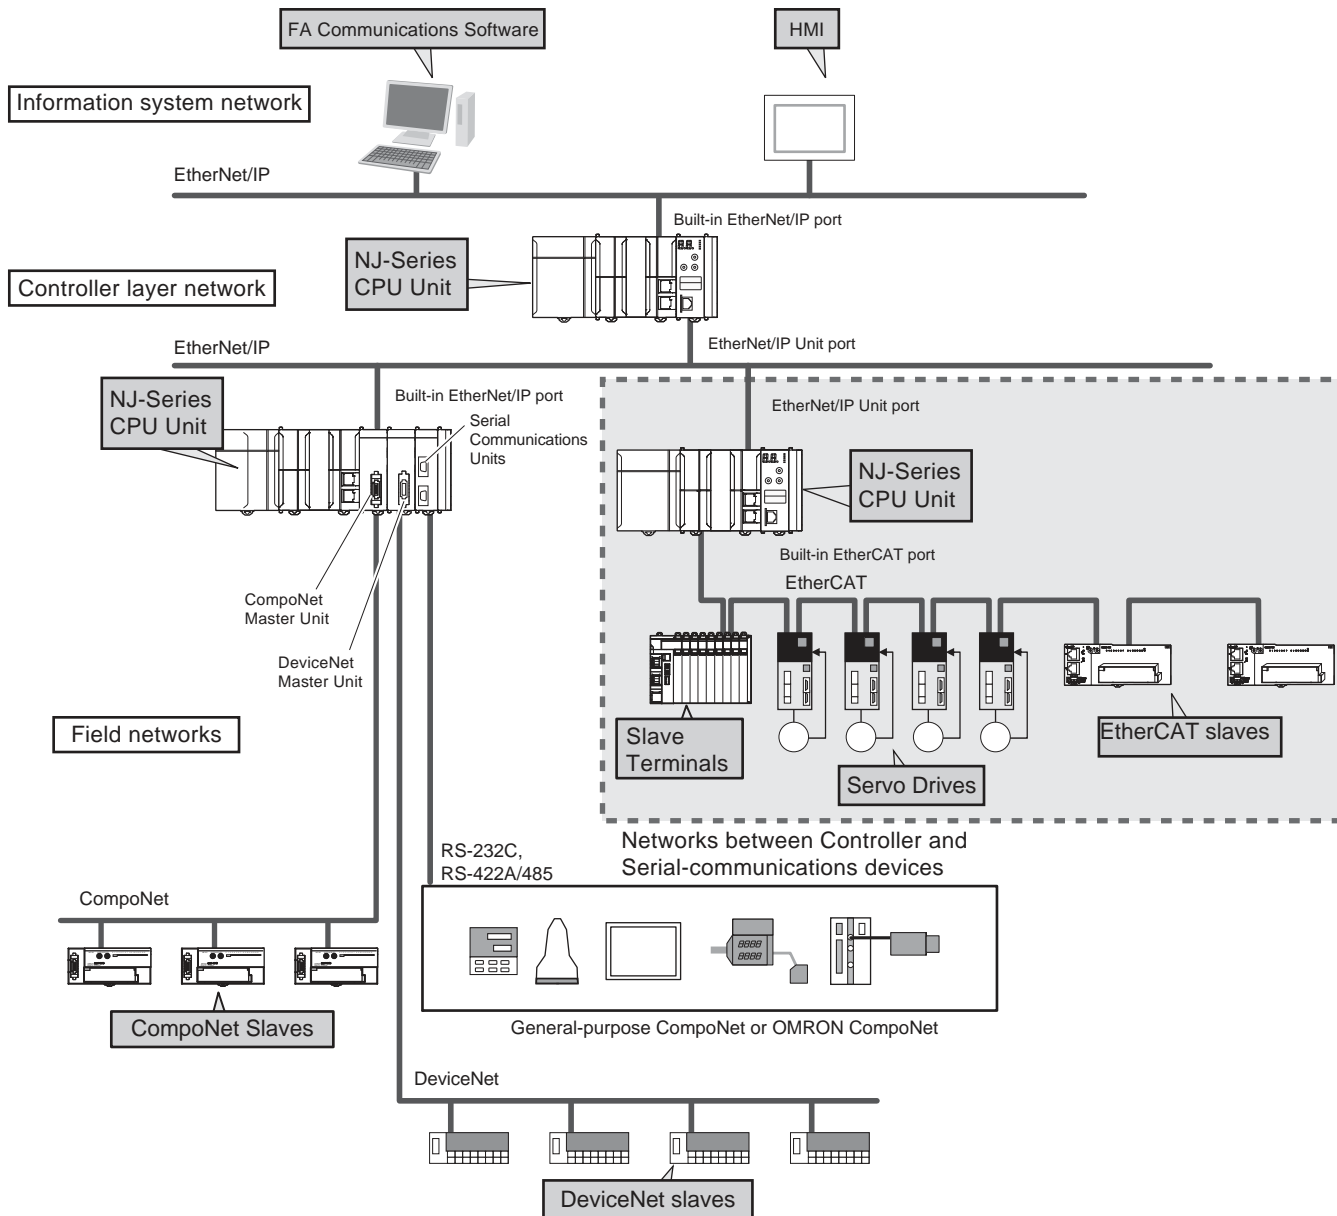 FA Communications Software
HMI
Information system network
EtherNet/IP
Built-in EtherNet/IP port
NJ-Series
CPU Unit
Controller layer network
EtherNet/IP
EtherNet/IP Unit port
NJ-Series
CPU Unit
Built-in EtherNet/IP port
Serial
Communications
Units
EtherNet/IP Unit port
NJ-Series
CPU Unit
Built-in EtherCAT port
EtherCAT
CompoNet
Master Unit
DeviceNet
Master Unit
Field networks
Slave
Terminals
Servo Drives
EtherCAT slaves
Networks between Controller and
Serial-communications devices
RS-232C,
RS-422A/485
CompoNet
8888
8888
CompoNet Slaves
General-purpose CompoNet or OMRON CompoNet
DeviceNet
DeviceNet slaves